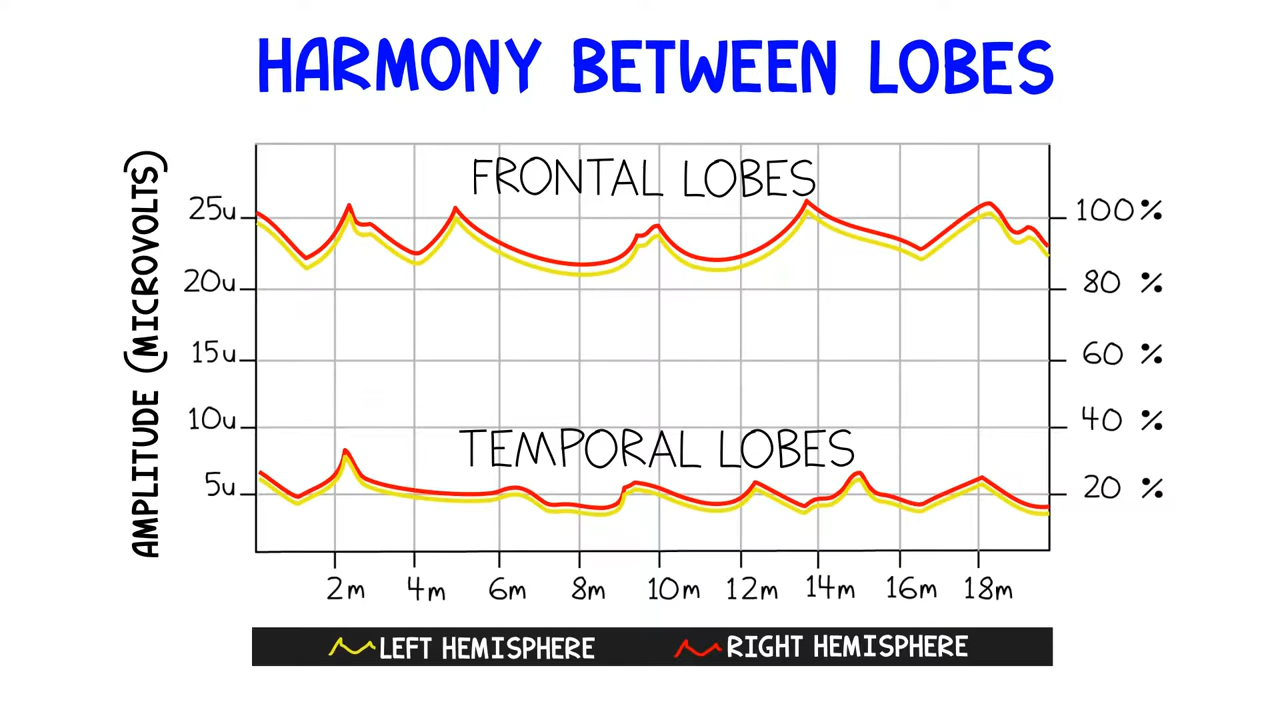 HARMONY BETWEEN LOBES
AMPLITUDE (MICROVOLTS)
FRONTAL LOBES
25u 100%
20u 80 %
15u 60 %
10u 40 %
TEMPORAL LOBES
5u 20 %
2m 4m 6m 8m 10m 12m 14m 16m 18m
LEFT HEMISPHERE RIGHT HEMISPHERE